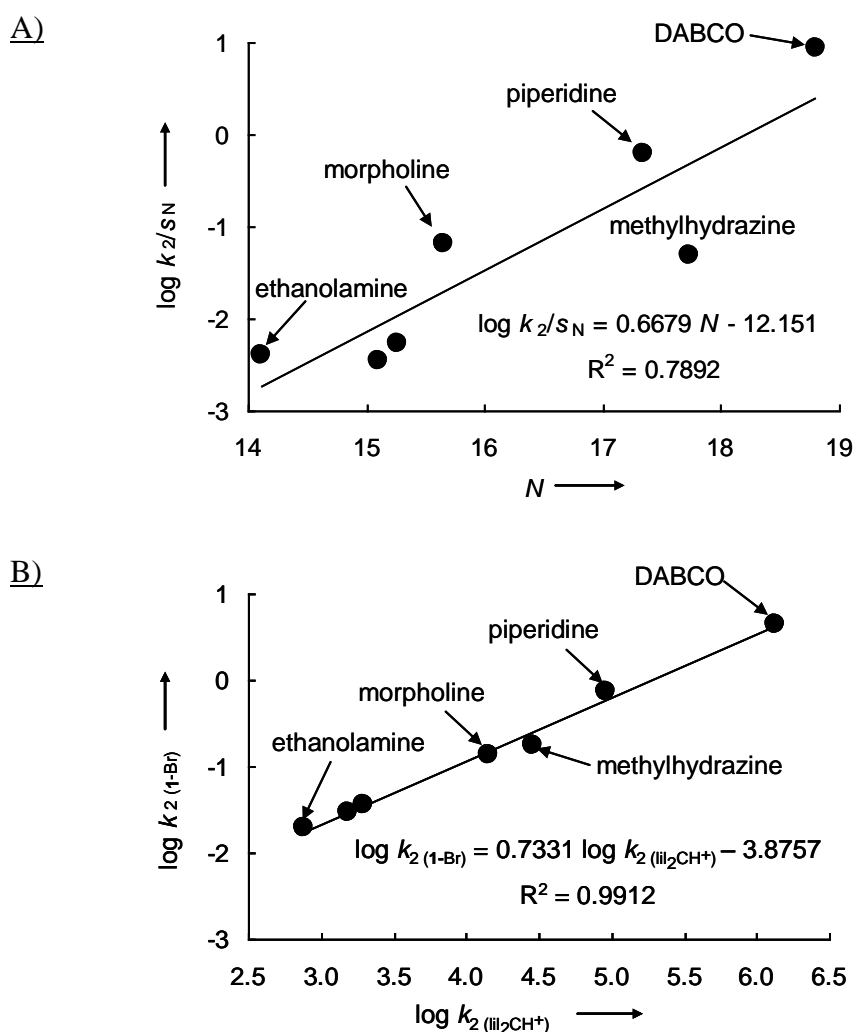 A)
DABCO
piperidine
morpholine
methylhydrazine
ethanolamine
log k₂/s_N = 0.6679 N - 12.151
R² = 0.7892
log k₂/s_N
1
0
-1
-2
-3
14 15 16 17 18 19
N
B)
DABCO
piperidine
morpholine
ethanolamine
methylhydrazine
log k₂ (1-Br) = 0.7331 log k₂ (lil₂CH⁺) – 3.8757
R² = 0.9912
log k₂ (1-Br)
1
0
-1
-2
-3
2.5 3.0 3.5 4.0 4.5 5.0 5.5 6.0 6.5
log k₂ (lil₂CH⁺)